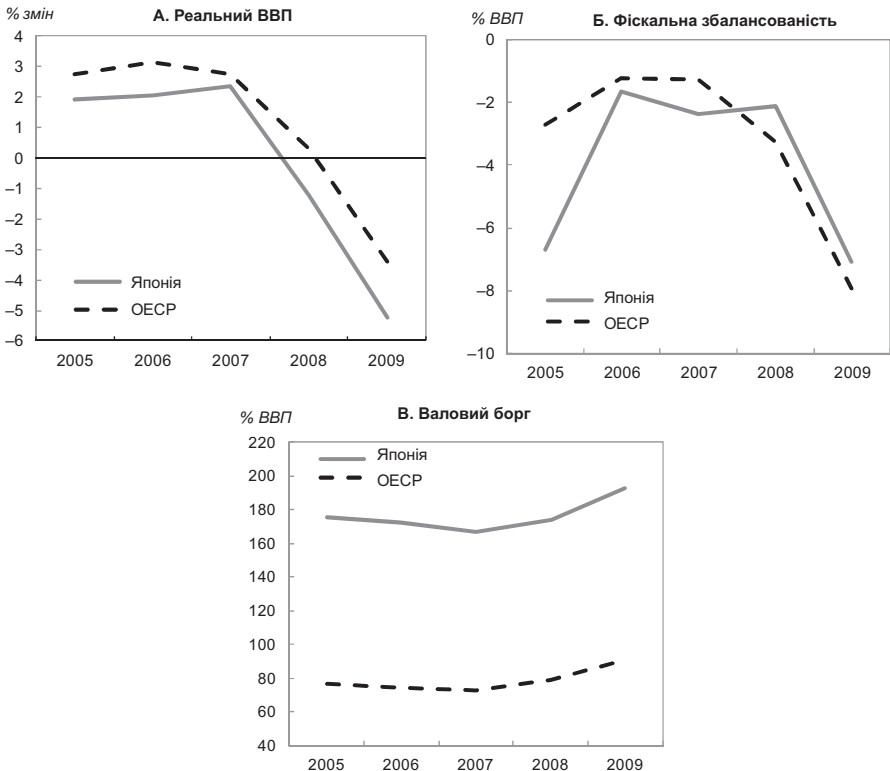 % змін
А. Реальний ВВП
4
3
2
1
0
–1
–2
–3
–4
–5
–6
Японія
ОЕСР
2005 2006 2007 2008 2009
% ВВП
Б. Фіскальна збалансованість
0
–2
–4
–6
–8
–10
Японія
ОЕСР
2005 2006 2007 2008 2009
% ВВП
В. Валовий борг
220
200
180
160
140
120
100
80
60
40
Японія
ОЕСР
2005 2006 2007 2008 2009